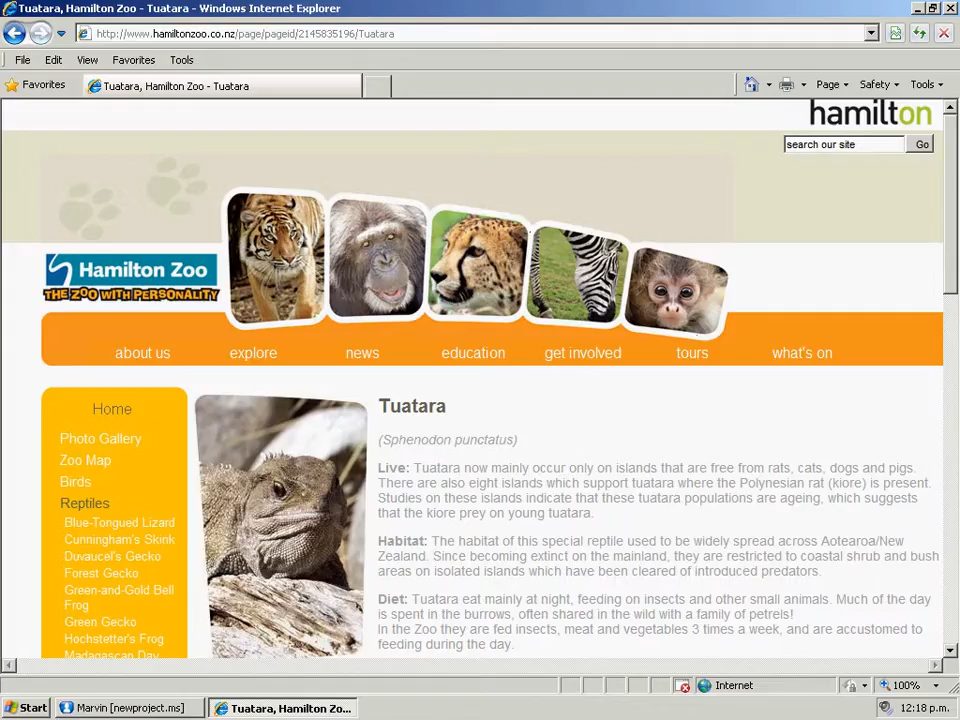 Tuatara, Hamilton Zoo - Tuatara - Windows Internet Explorer
http://www.hamiltonzoo.co.nz/page/pageid/2145835196/Tuatara
File Edit View Favorites Tools
Favorites Tuatara, Hamilton Zoo - Tuatara Page Safety Tools
hamilton
search our site Go
Hamilton Zoo
THE ZOO WITH PERSONALITY
about us explore news education get involved tours what's on
Home
Photo Gallery
Zoo Map
Birds
Reptiles
Blue-Tongued Lizard
Cunningham's Skink
Duvaucel's Gecko
Forest Gecko
Green-and-Gold Bell
Frog
Green Gecko
Hochstetter's Frog
Madagascan Day
Tuatara
(Sphenodon punctatus)
Live: Tuatara now mainly occur only on islands that are free from rats, cats, dogs and pigs.
There are also eight islands which support tuatara where the Polynesian rat (kiore) is present.
Studies on these islands indicate that these tuatara populations are ageing, which suggests
that the kiore prey on young tuatara.
Habitat: The habitat of this special reptile used to be widely spread across Aotearoa/New
Zealand. Since becoming extinct on the mainland, they are restricted to coastal shrub and bush
areas on isolated islands which have been cleared of introduced predators.
Diet: Tuatara eat mainly at night, feeding on insects and other small animals. Much of the day
is spent in the burrows, often shared in the wild with a family of petrels!
In the Zoo they are fed insects, meat and vegetables 3 times a week, and are accustomed to
feeding during the day.
Internet 100%
Start Marvin [newproject.ms] Tuatara, Hamilton Zo... 12:18 p.m.